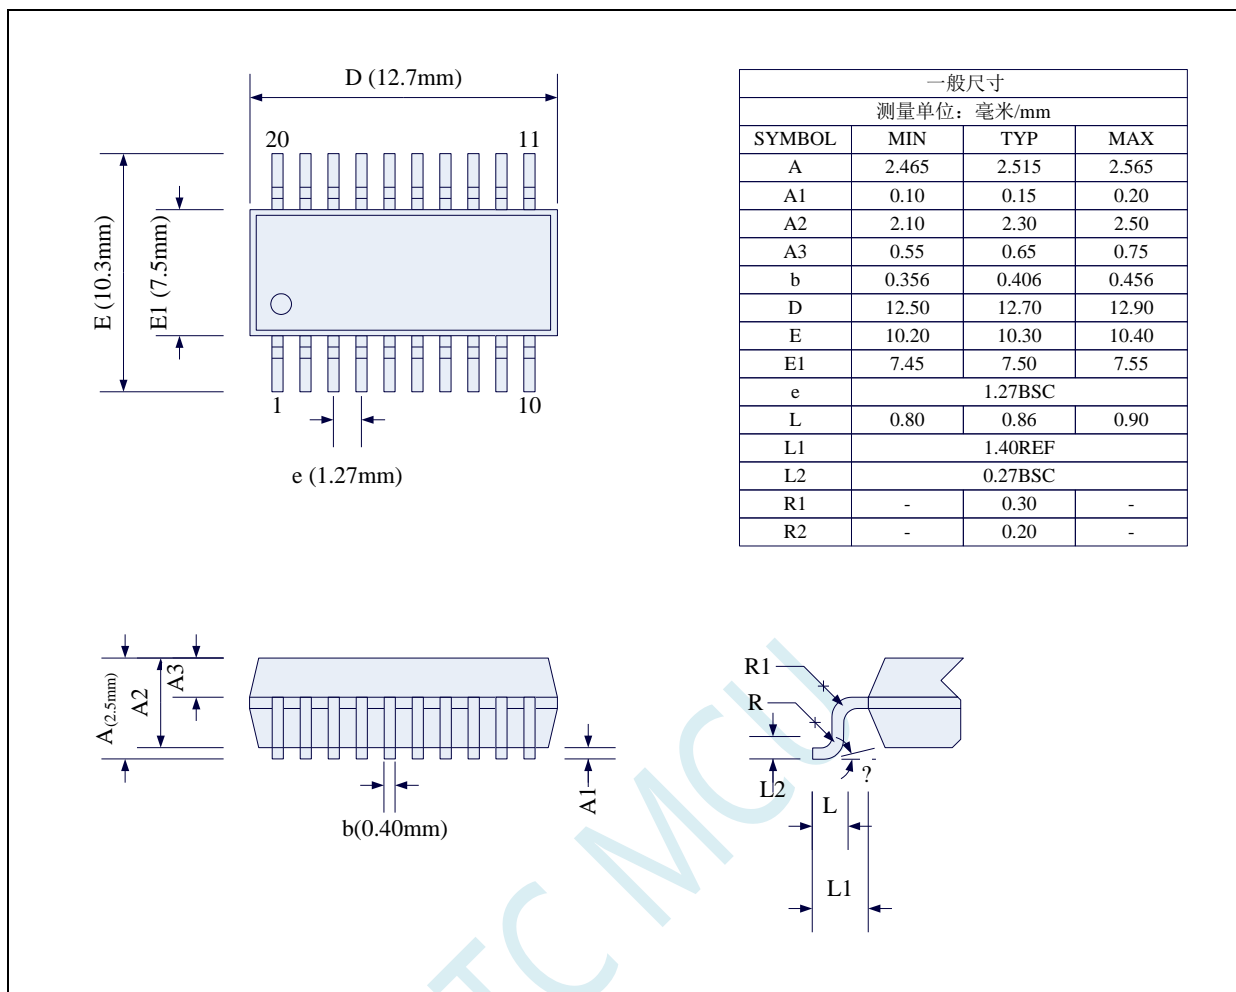 D (12.7mm)
20 11
E (10.3mm)
E1 (7.5mm)
1 10
e (1.27mm)
一般尺寸
测量单位：毫米/mm
SYMBOL MIN TYP MAX
A 2.465 2.515 2.565
A1 0.10 0.15 0.20
A2 2.10 2.30 2.50
A3 0.55 0.65 0.75
b 0.356 0.406 0.456
D 12.50 12.70 12.90
E 10.20 10.30 10.40
E1 7.45 7.50 7.55
e 1.27BSC
L 0.80 0.86 0.90
L1 1.40REF
L2 0.27BSC
R1 - 0.30 -
R2 - 0.20 -
A(2.5mm)
A2
A3
b(0.40mm)
A1
R1
R
L2
?
L
L1
TC MCU